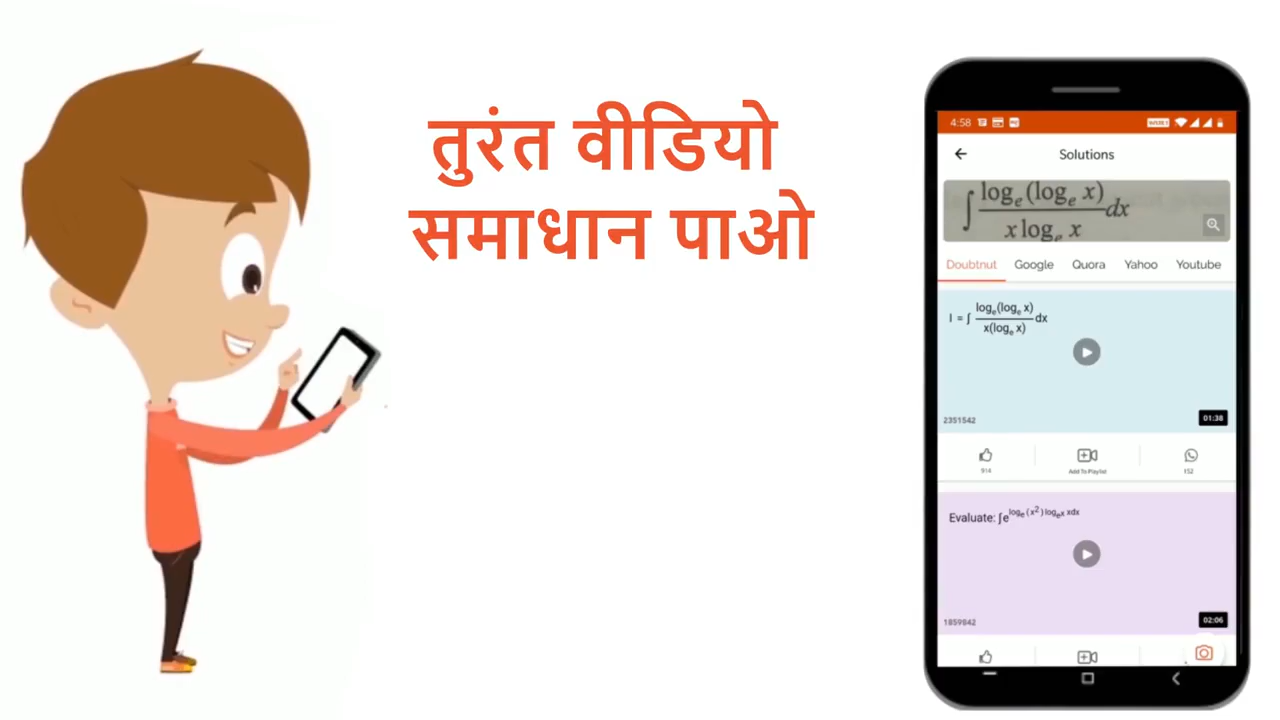 तुरंत वीडियो
समाधान पाओ
4:58
Solutions
∫ logₑ(logₑ x) / x logₑ x dx
Doubtnut Google Quora Yahoo Youtube
I = ∫ logₑ(logₑ x) / x(logₑ x) dx
2351542
01:38
914
Add To Playlist
152
Evaluate: ∫e^logₑ(x²) logₑx xdx
1859842
02:06